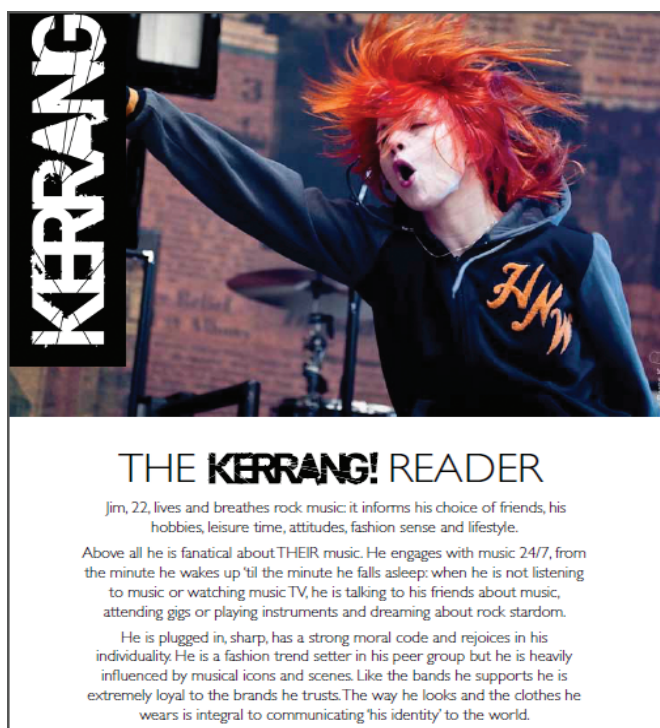 KERRANG
HNW
THE KERRANG! READER
Jim, 22, lives and breathes rock music: it informs his choice of friends, his
hobbies, leisure time, attitudes, fashion sense and lifestyle.
Above all he is fanatical about THEIR music. He engages with music 24/7, from
the minute he wakes up ‘til the minute he falls asleep: when he is not listening
to music or watching music TV, he is talking to his friends about music,
attending gigs or playing instruments and dreaming about rock stardom.
He is plugged in, sharp, has a strong moral code and rejoices in his
individuality. He is a fashion trend setter in his peer group but he is heavily
influenced by musical icons and scenes. Like the bands he supports he is
extremely loyal to the brands he trusts. The way he looks and the clothes he
wears is integral to communicating ‘his identity’ to the world.